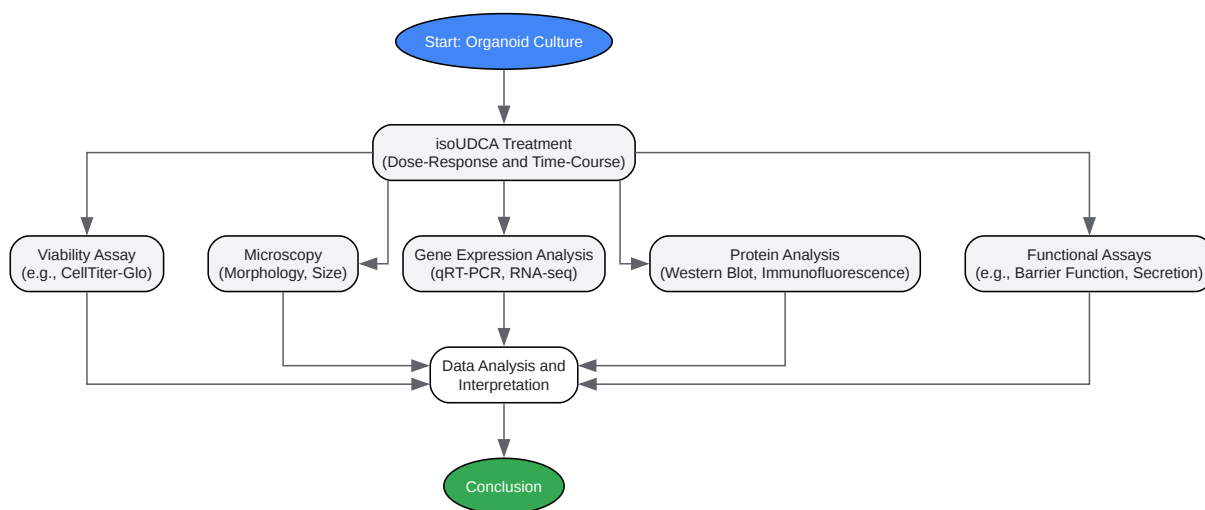 Start: Organoid Culture
isoUDCA Treatment
(Dose-Response and Time-Course)
Viability Assay
(e.g., CellTiter-Glo)
Microscopy
(Morphology, Size)
Gene Expression Analysis
(qRT-PCR, RNA-seq)
Protein Analysis
(Western Blot, Immunofluorescence)
Functional Assays
(e.g., Barrier Function, Secretion)
Data Analysis and
Interpretation
Conclusion